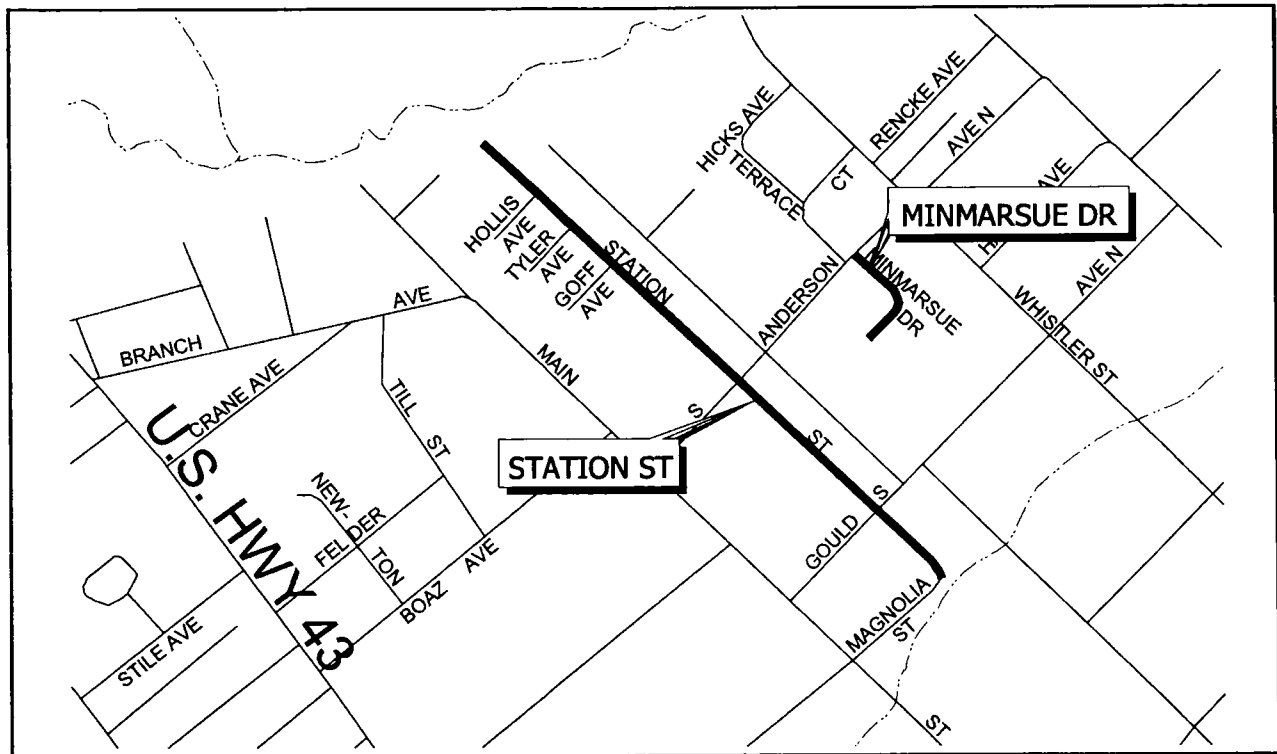 HICKS AVE
RENCKE AVE
AVE N
TERRACE
CT
AVE
MINMARSUE DR
HOLLIS
AVE
TYLER
AVE
GOFF
AVE
STATION
ANDERSON
MINMARSUE
DR
AVE N
WHISTLER ST
BRANCH
AVE
CRANE AVE
MAIN
TILL
ST
S
ST
STATION ST
U.S. HWY 43
NEW-
TON
FELDER
BOAZ
AVE
GOULD
S
MAGNOLIA
ST
STILE AVE
ST